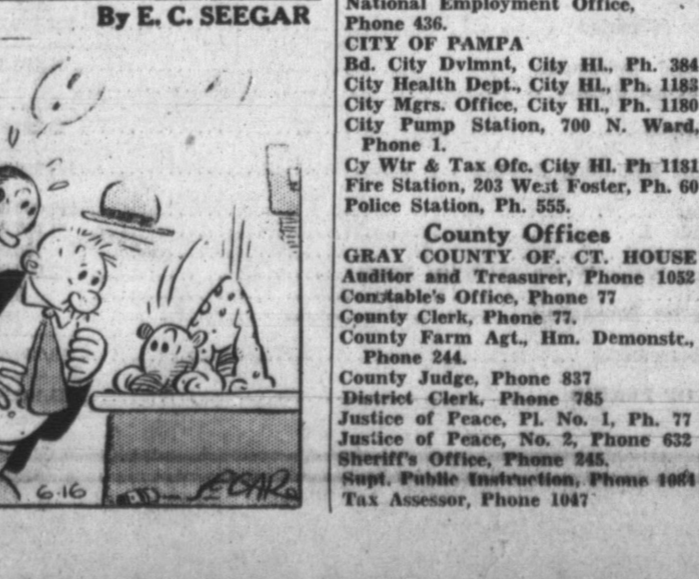 By E. C. SEEGAR
6-16
SEGAR
National Employment Office,
Phone 436.
CITY OF PAMPA
Bd. City Dvlmnt, City Hl., Ph. 384
City Health Dept., City Hl., Ph. 1183
City Mgrs. Office, City Hl., Ph. 1180
City Pump Station, 700 N. Ward,
Phone 1.
Cy Wtr & Tax Ofc. City Hl. Ph 1181
Fire Station, 203 West Foster, Ph. 60
Police Station, Ph. 555.
County Offices
GRAY COUNTY OF. CT. HOUSE
Auditor and Treasurer, Phone 1052
Constable's Office, Phone 77
County Clerk, Phone 77.
County Farm Agt., Hm. Demonstc.,
Phone 244.
County Judge, Phone 837
District Clerk, Phone 785
Justice of Peace, Pl. No. 1, Ph. 77
Justice of Peace, No. 2, Phone 632
Sheriff's Office, Phone 245.
Supt. Public Instruction, Phone 1084
Tax Assessor, Phone 1047